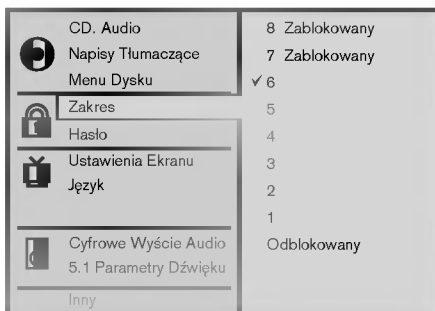 CD. Audio
Napisy Tłumaczące
Menu Dysku
Zakres
Hasło
Ustawienia Ekranu
Język
Cyfrowe Wyście Audio
5.1 Parametry Dźwięku
Inny
8 Zablokowany
7 Zablokowany
✓ 6
5
4
3
2
1
Odblokowany